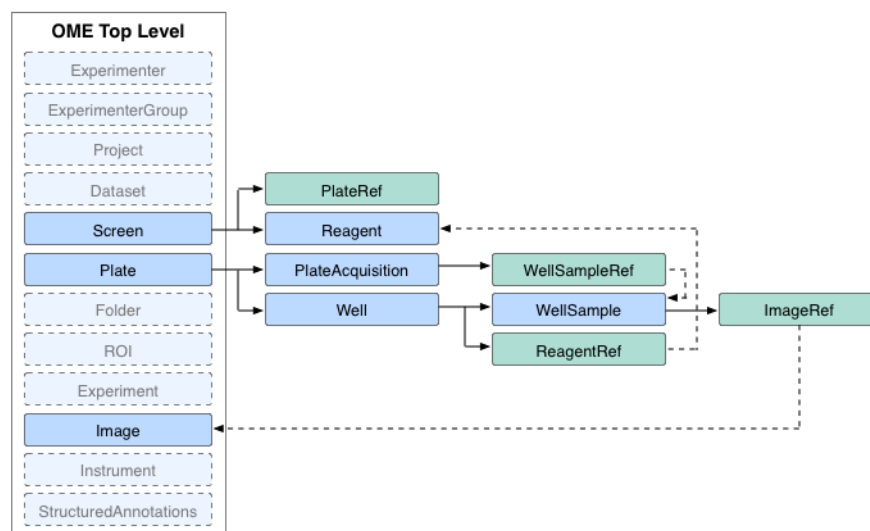 OME Top Level
Experimenter
ExperimenterGroup
Project
Dataset
PlateRef
Screen
Reagent
Plate
PlateAcquisition
WellSampleRef
Folder
Well
WellSample
ImageRef
ROI
ReagentRef
Experiment
Image
Instrument
StructuredAnnotations